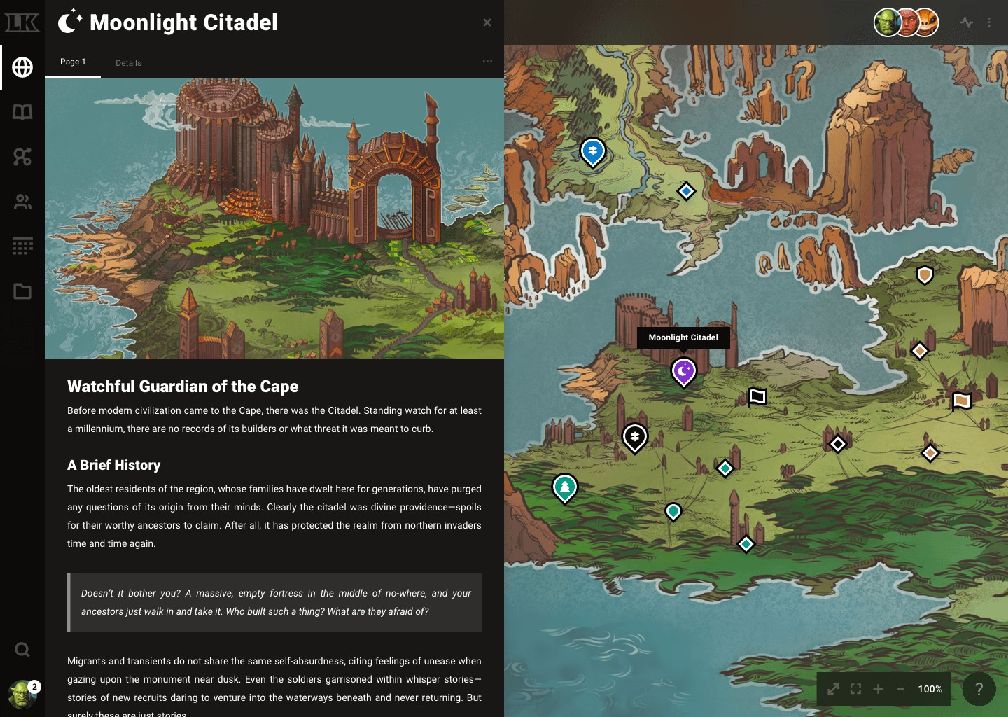 LK
Moonlight Citadel
Page 1
Details
Watchful Guardian of the Cape
Before modern civilization came to the Cape, there was the Citadel. Standing watch for at least
a millennium, there are no records of its builders or what threat it was meant to curb.
A Brief History
The oldest residents of the region, whose families have dwelt here for generations, have purged
any questions of its origin from their minds. Clearly the citadel was divine providence—spoils
for their worthy ancestors to claim. After all, it has protected the realm from northern invaders
time and time again.
Doesn't it bother you? A massive, empty fortress in the middle of no-where, and your
ancestors just walk in and take it. Who built such a thing? What are they afraid of?
Migrants and transients do not share the same self-absurdness, citing feelings of unease when
gazing upon the monument near dusk. Even the soldiers garrisoned within whisper stories—
stories of new recruits daring to venture into the waterways beneath and never returning. But
surely these are just stories.
2
Moonlight Citadel
100%
?